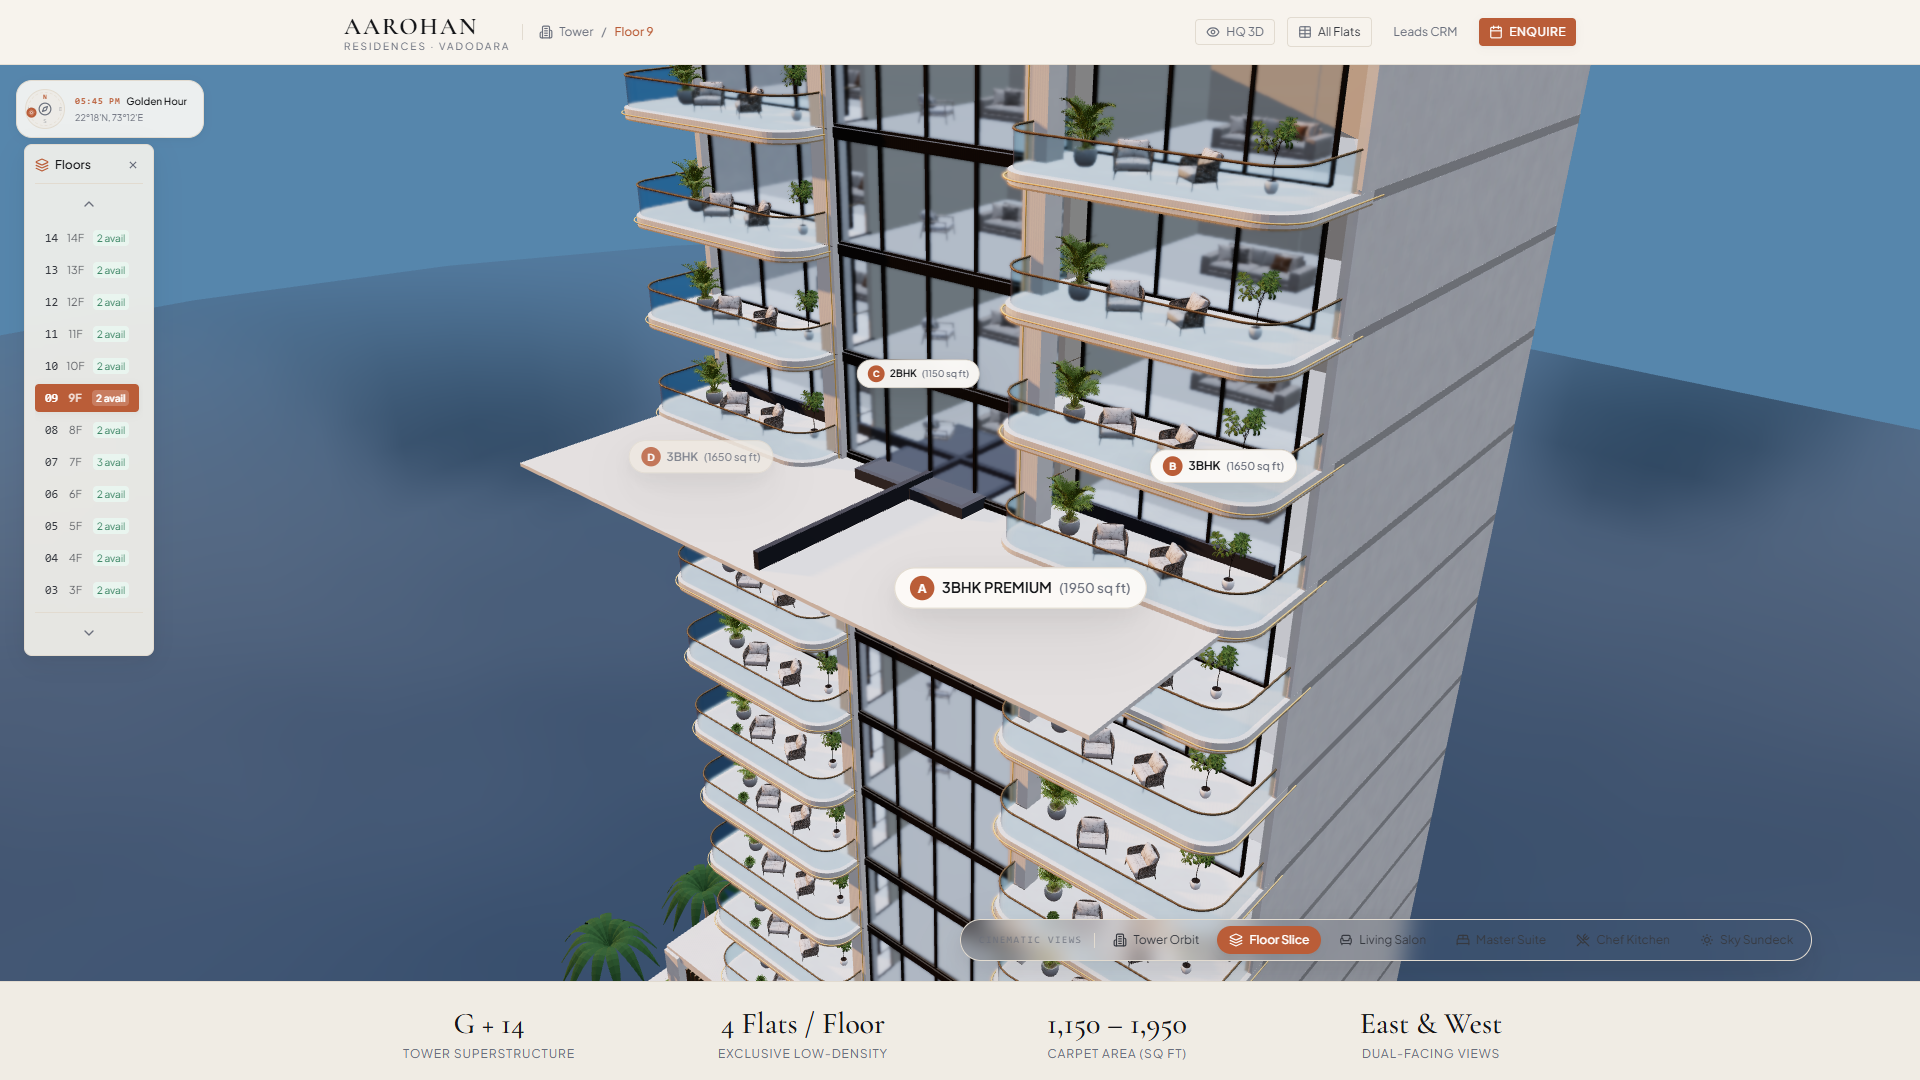 AAROHAN
RESIDENCES · VADODARA
Tower / Floor 9
HQ 3D
All Flats
Leads CRM
ENQUIRE
N
05:45 PM Golden Hour
22°18'N, 73°12'E
Floors
14 14F 2 avail
13 13F 2 avail
12 12F 2 avail
11 11F 2 avail
10 10F 2 avail
09 9F 2 avail
08 8F 2 avail
07 7F 3 avail
06 6F 2 avail
05 5F 2 avail
04 4F 2 avail
03 3F 2 avail
C 2BHK (1150 sq ft)
D 3BHK (1650 sq ft)
B 3BHK (1650 sq ft)
A 3BHK PREMIUM (1950 sq ft)
CINEMATIC VIEWS
Tower Orbit
Floor Slice
Living Salon
Master Suite
Chef Kitchen
Sky Sundeck
G + 14
TOWER SUPERSTRUCTURE
4 Flats / Floor
EXCLUSIVE LOW-DENSITY
1,150 – 1,950
CARPET AREA (SQ FT)
East & West
DUAL-FACING VIEWS